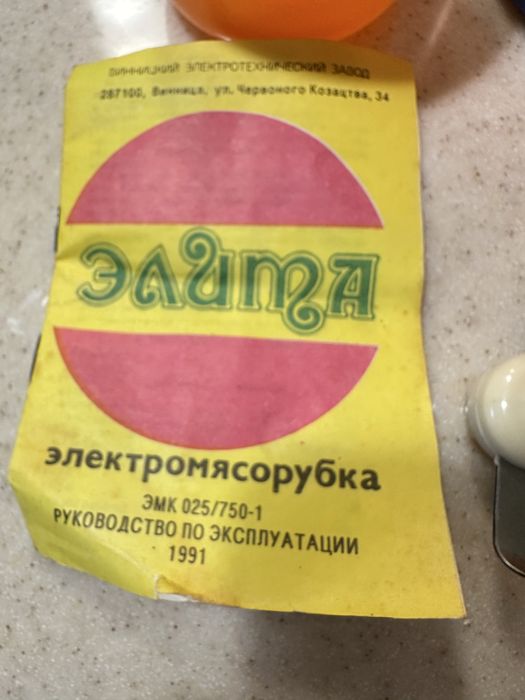 ВИННИЦКИЙ ЭЛЕКТРОТЕХНИЧЕСКИЙ ЗАВОД
287100, Винница, ул. Червоного Козацтва, 34
ЭЛИТА
электромясорубка
ЭМК 025/750-1
РУКОВОДСТВО ПО ЭКСПЛУАТАЦИИ
1991